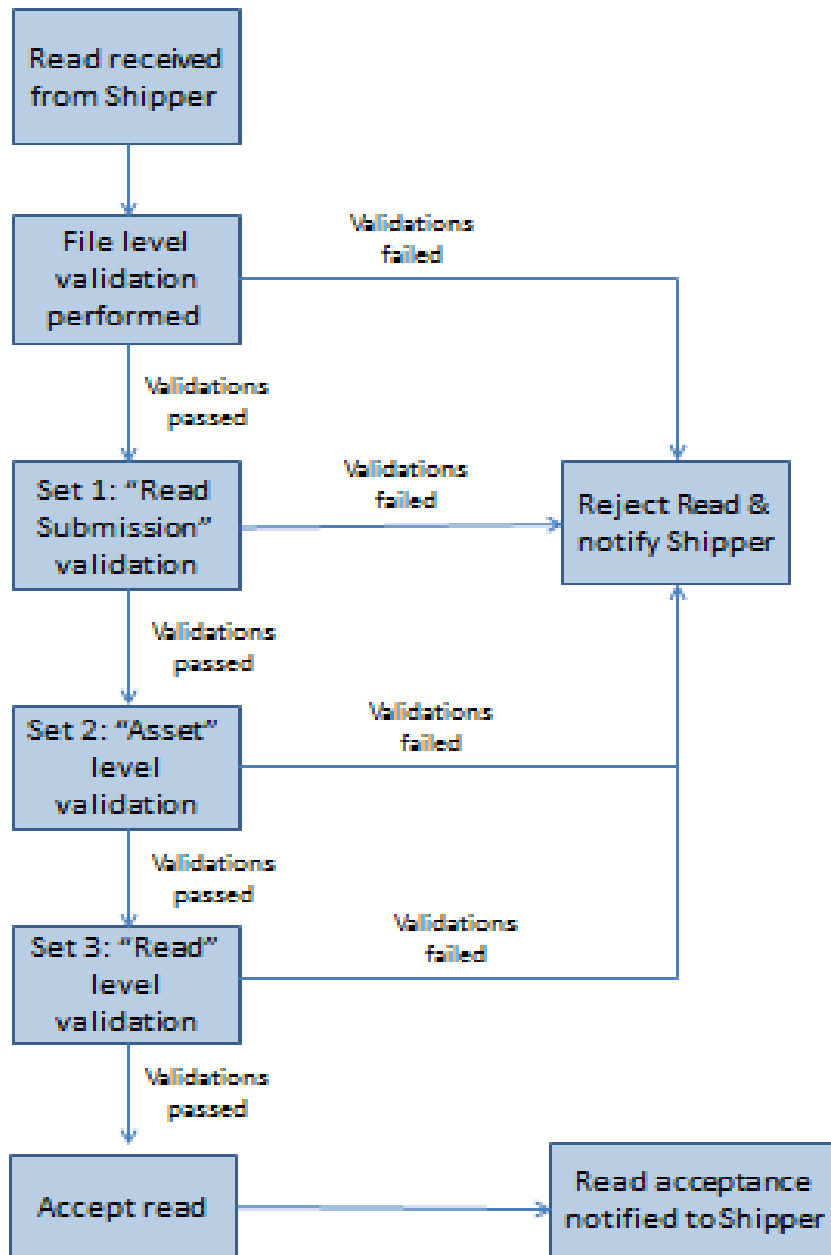 Read received
from Shipper
File level
validation
performed
Validations
failed
Validations
passed
Set 1: “Read
Submission”
validation
Validations
failed
Reject Read &
notify Shipper
Validations
passed
Set 2: “Asset”
level
validation
Validations
failed
Validations
passed
Set 3: “Read”
level
validation
Validations
failed
Validations
passed
Accept read
Read acceptance
notified to Shipper